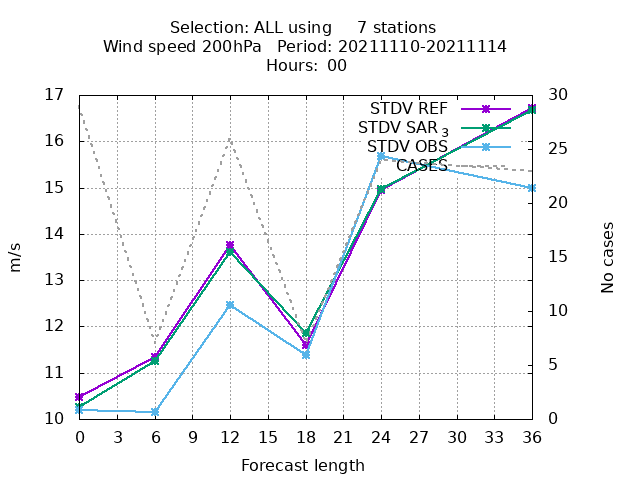 Selection: ALL using     7 stations
Wind speed 200hPa   Period: 20211110-20211114
Hours: 00
17
16
15
14
13
12
11
10
30
25
20
15
10
5
0
STDV REF
STDV SAR 3
STDV OBS
CASES
m/s
No cases
0 3 6 9 12 15 18 21 24 27 30 33 36
Forecast length